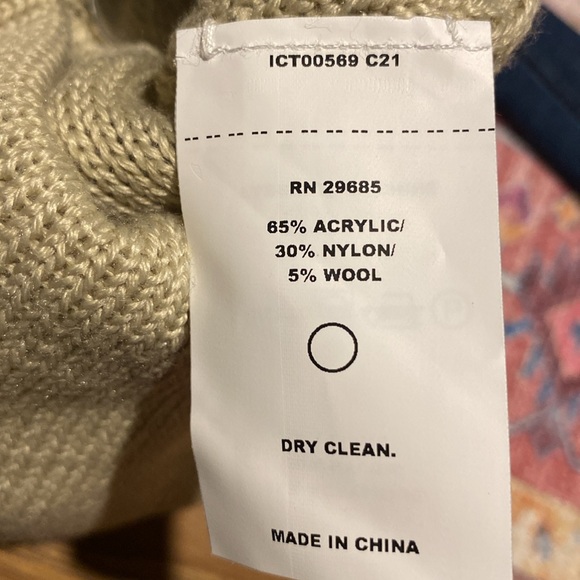 ICT00569 C21
RN 29685
65% ACRYLIC/
30% NYLON/
5% WOOL
DRY CLEAN.
MADE IN CHINA